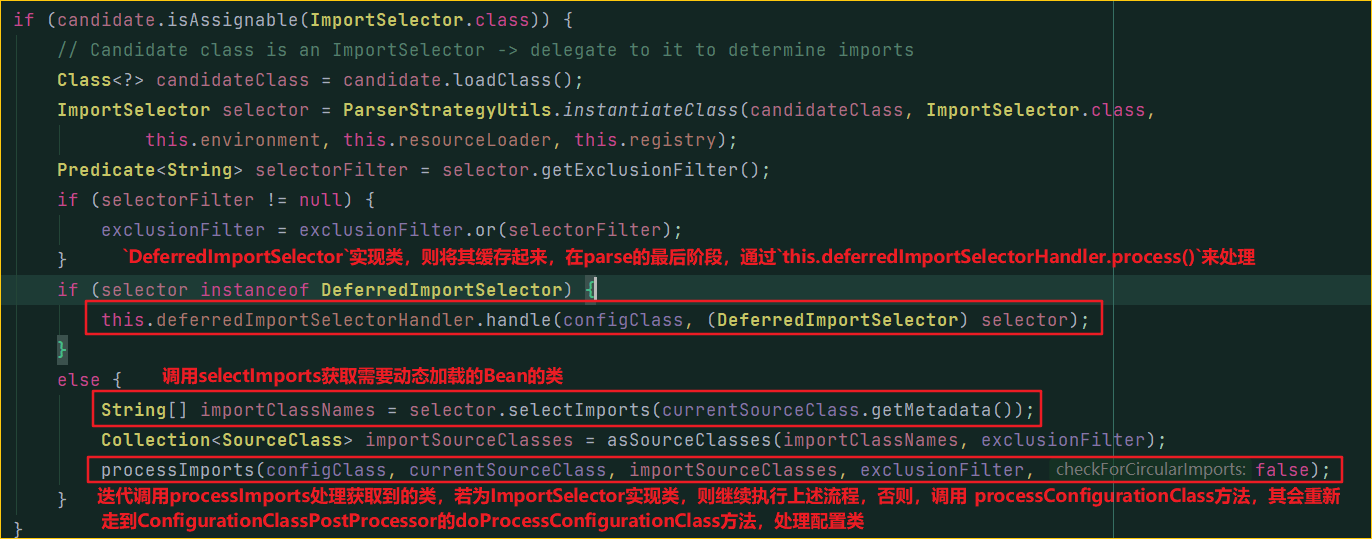 if (candidate.isAssignable(ImportSelector.class)) {
// Candidate class is an ImportSelector -> delegate to it to determine imports
Class<?> candidateClass = candidate.loadClass();
ImportSelector selector = ParserStrategyUtils.instantiateClass(candidateClass, ImportSelector.class,
this.environment, this.resourceLoader, this.registry);
Predicate<String> selectorFilter = selector.getExclusionFilter();
if (selectorFilter != null) {
exclusionFilter = exclusionFilter.or(selectorFilter);
} `DeferredImportSelector`实现类，则将其缓存起来，在parse的最后阶段，通过`this.deferredImportSelectorHandler.process()`来处理
if (selector instanceof DeferredImportSelector) {
this.deferredImportSelectorHandler.handle(configClass, (DeferredImportSelector) selector);
}
else { 调用selectImports获取需要动态加载的Bean的类
String[] importClassNames = selector.selectImports(currentSourceClass.getMetadata());
Collection<SourceClass> importSourceClasses = asSourceClasses(importClassNames, exclusionFilter);
processImports(configClass, currentSourceClass, importSourceClasses, exclusionFilter, checkForCircularImports: false);
} 迭代调用processImports处理获取到的类，若为ImportSelector实现类，则继续执行上述流程，否则，调用 processConfigurationClass方法，其会重新
走到ConfigurationClassPostProcessor的doProcessConfigurationClass方法，处理配置类
}